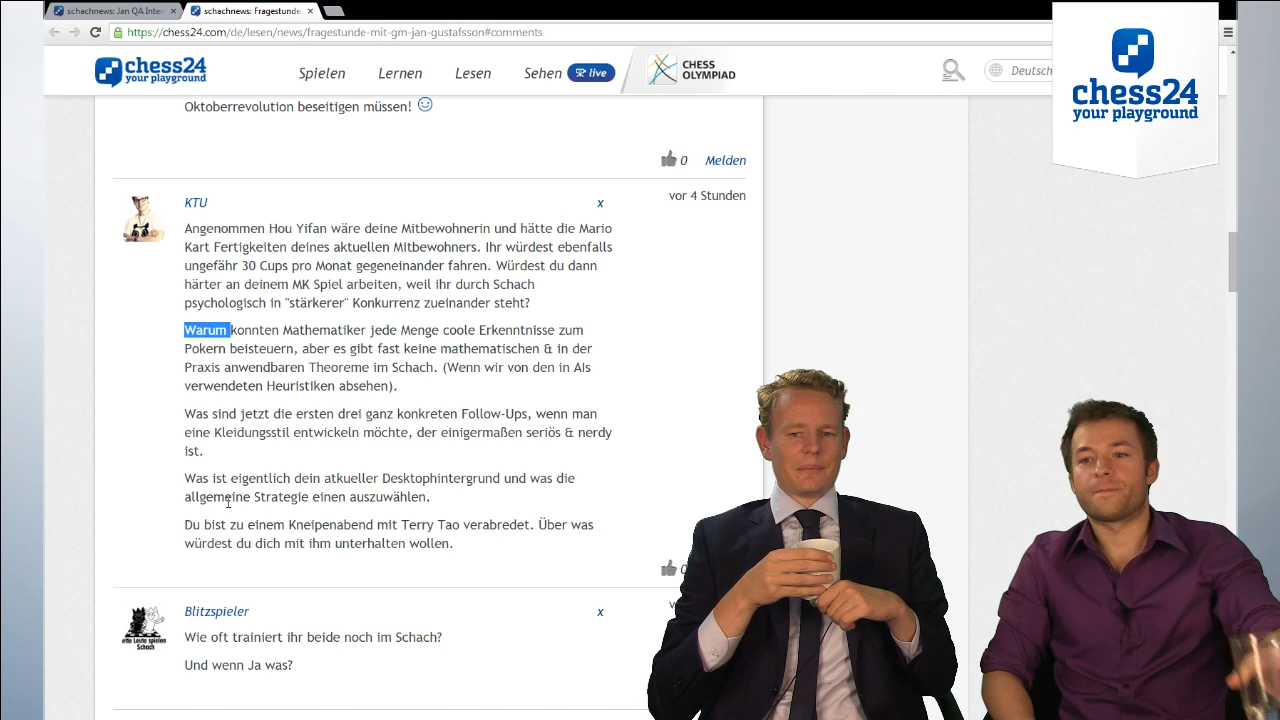 schachnews: Jan QA Inter
schachnews: Fragestunde
https://chess24.com/de/lesen/news/fragestunde-mit-gm-jan-gustafsson#comments
chess24
your playground
Spielen
Lernen
Lesen
Sehen
live
CHESS
OLYMPIAD
Deutsch
chess24
your playground
Oktoberrevolution beseitigen müssen!
0
Melden
KTU
x
vor 4 Stunden
Angenommen Hou Yifan wäre deine Mitbewohnerin und hätte die Mario
Kart Fertigkeiten deines aktuellen Mitbewohners. Ihr würdest ebenfalls
ungefähr 30 Cups pro Monat gegeneinander fahren. Würdest du dann
härter an deinem MK Spiel arbeiten, weil ihr durch Schach
psychologisch in "stärkerer" Konkurrenz zueinander steht?
Warum konnten Mathematiker jede Menge coole Erkenntnisse zum
Pokern beisteuern, aber es gibt fast keine mathematischen & in der
Praxis anwendbaren Theoreme im Schach. (Wenn wir von den in AIs
verwendeten Heuristiken absehen).
Was sind jetzt die ersten drei ganz konkreten Follow-Ups, wenn man
eine Kleidungsstil entwickeln möchte, der einigermaßen seriös & nerdy
ist.
Was ist eigentlich dein atkueller Desktophintergrund und was die
allgemeine Strategie einen auszuwählen.
Du bist zu einem Kneipenabend mit Terry Tao verabredet. Über was
würdest du dich mit ihm unterhalten wollen.
0
Blitzspieler
x
Wie oft trainiert ihr beide noch im Schach?
Und wenn Ja was?
ette Leute spielen
Schach